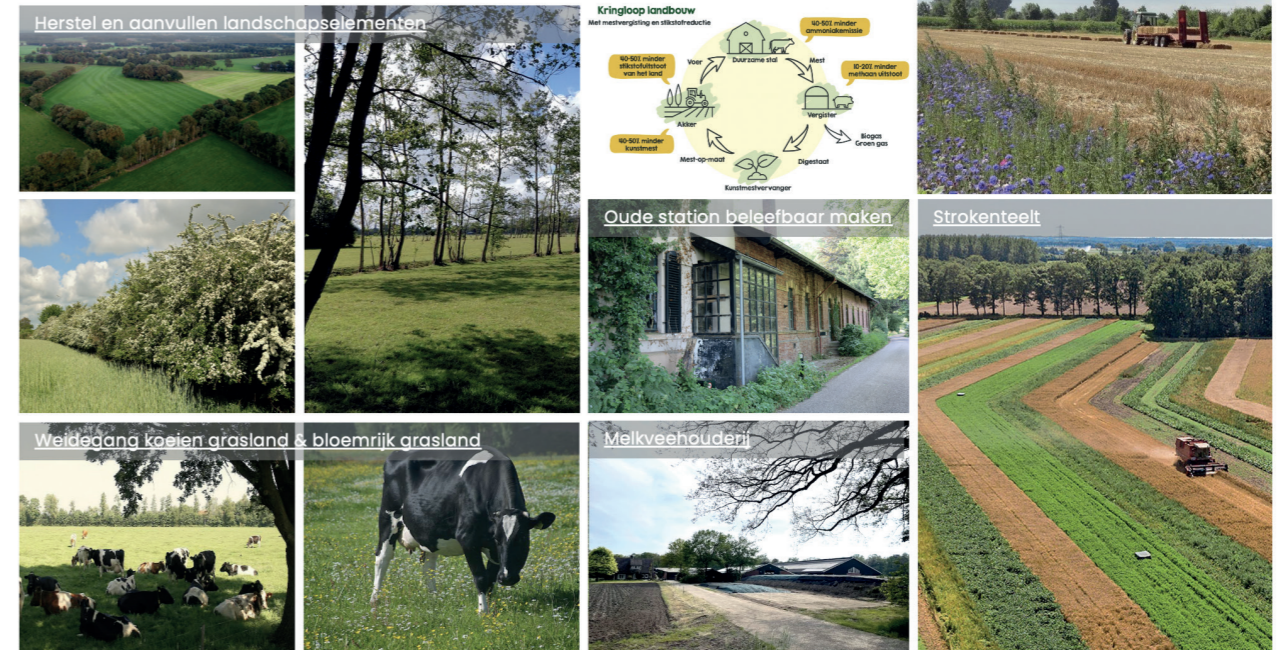 Herstel en aanvullen landschapselementen
Kringloop landbouw
Met mestvergisting en stikstofreductie
40-50% minder
ammoniakemissie
40-50% minder
stikstofuitstoot
van het land
Voer
Duurzame stal
Mest
10-20% minder
methaan uitstoot
Akker
Vergister
40-50% minder
kunstmest
Biogas
Groen gas
Mest-op-maat
Digestaat
Kunstmestvervanger
Oude station beleefbaar maken
Strokenteelt
Weidegang koeien grasland & bloemrijk grasland
Melkveehouderij